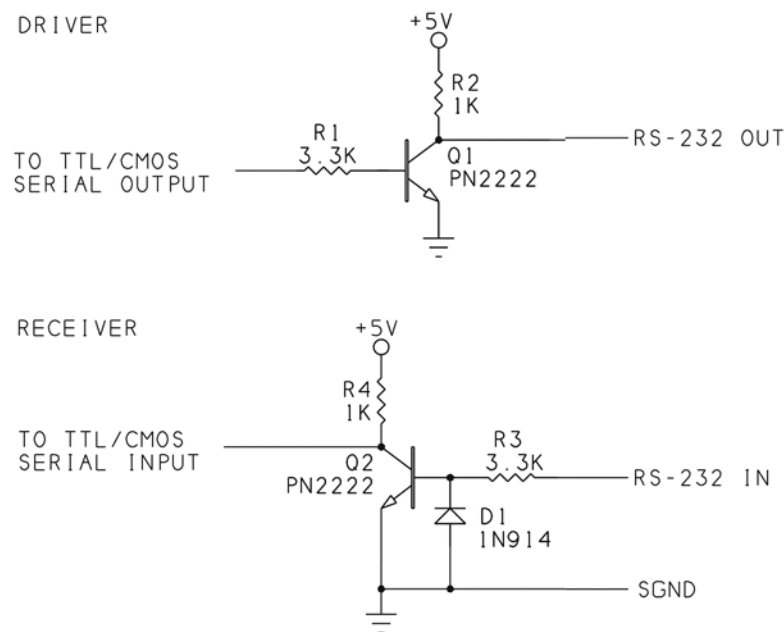 DRIVER
+5V
R2
1K
R1
3.3K
RS-232 OUT
Q1
PN2222
TO TTL/CMOS
SERIAL OUTPUT
RECEIVER
+5V
R4
1K
TO TTL/CMOS
SERIAL INPUT
Q2
PN2222
R3
3.3K
RS-232 IN
D1
1N914
SGND